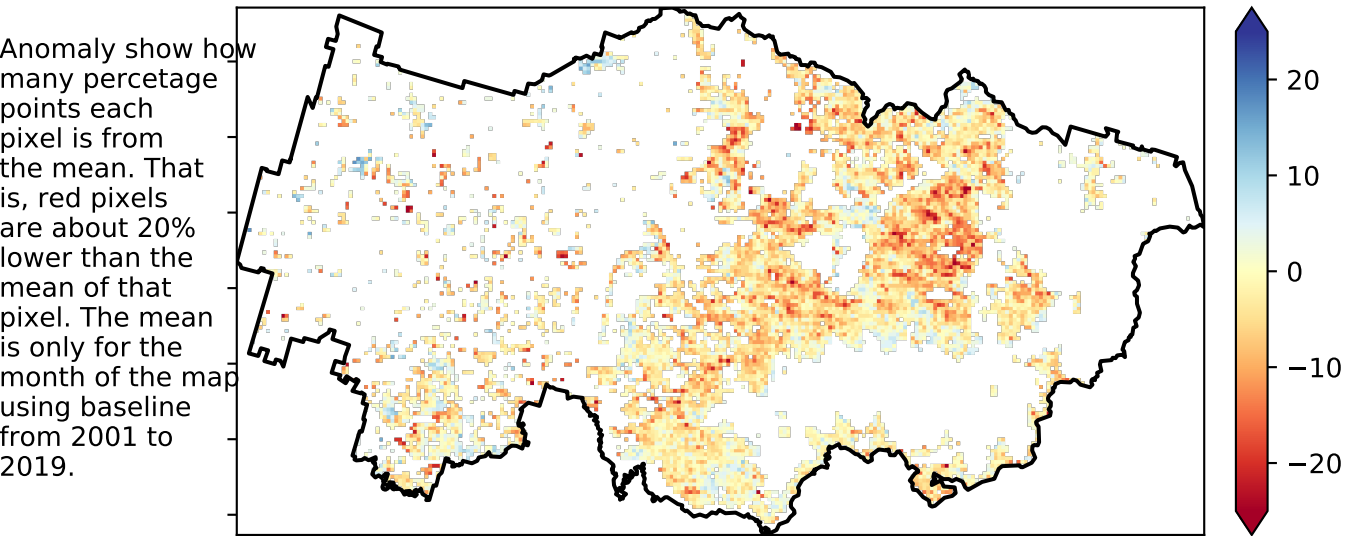 Anomaly show how
many percetage
points each
pixel is from
the mean. That
is, red pixels
are about 20%
lower than the
mean of that
pixel. The mean
is only for the
month of the map
using baseline
from 2001 to
2019.
20
10
0
−10
−20